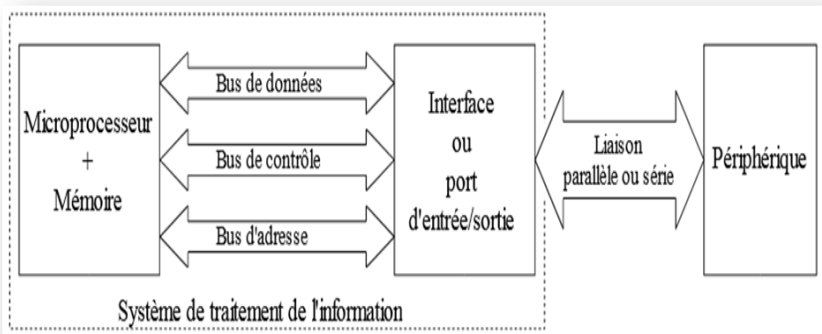 Microprocesseur
+
Mémoire
Bus de données
Bus de contrôle
Bus d'adresse
Interface
ou
port
d'entrée/sortie
Liaison
parallèle ou série
Périphérique
Système de traitement de l'information